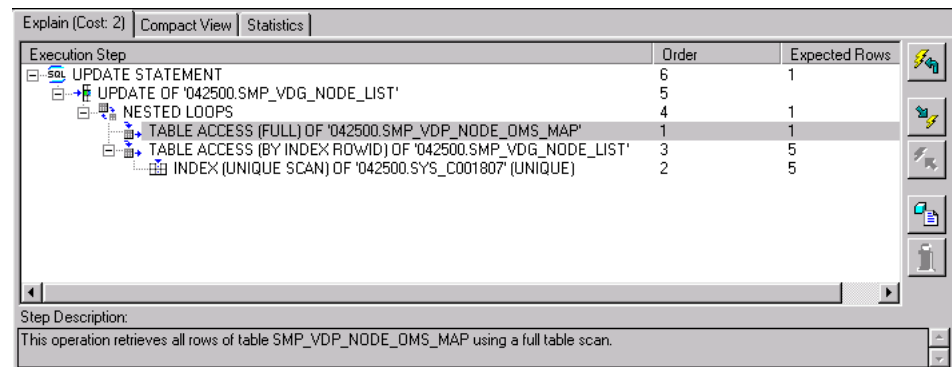 Explain (Cost: 2) Compact View Statistics
Execution Step Order Expected Rows
SQL UPDATE STATEMENT 6 1
UPDATE OF '042500.SMP_VDG_NODE_LIST' 5
NESTED LOOPS 4 1
TABLE ACCESS (FULL) OF '042500.SMP_VDP_NODE_OMS_MAP' 1 1
TABLE ACCESS (BY INDEX ROWID) OF '042500.SMP_VDG_NODE_LIST' 3 5
INDEX (UNIQUE SCAN) OF '042500.SYS_C001807' (UNIQUE) 2 5
Step Description:
This operation retrieves all rows of table SMP_VDP_NODE_OMS_MAP using a full table scan.